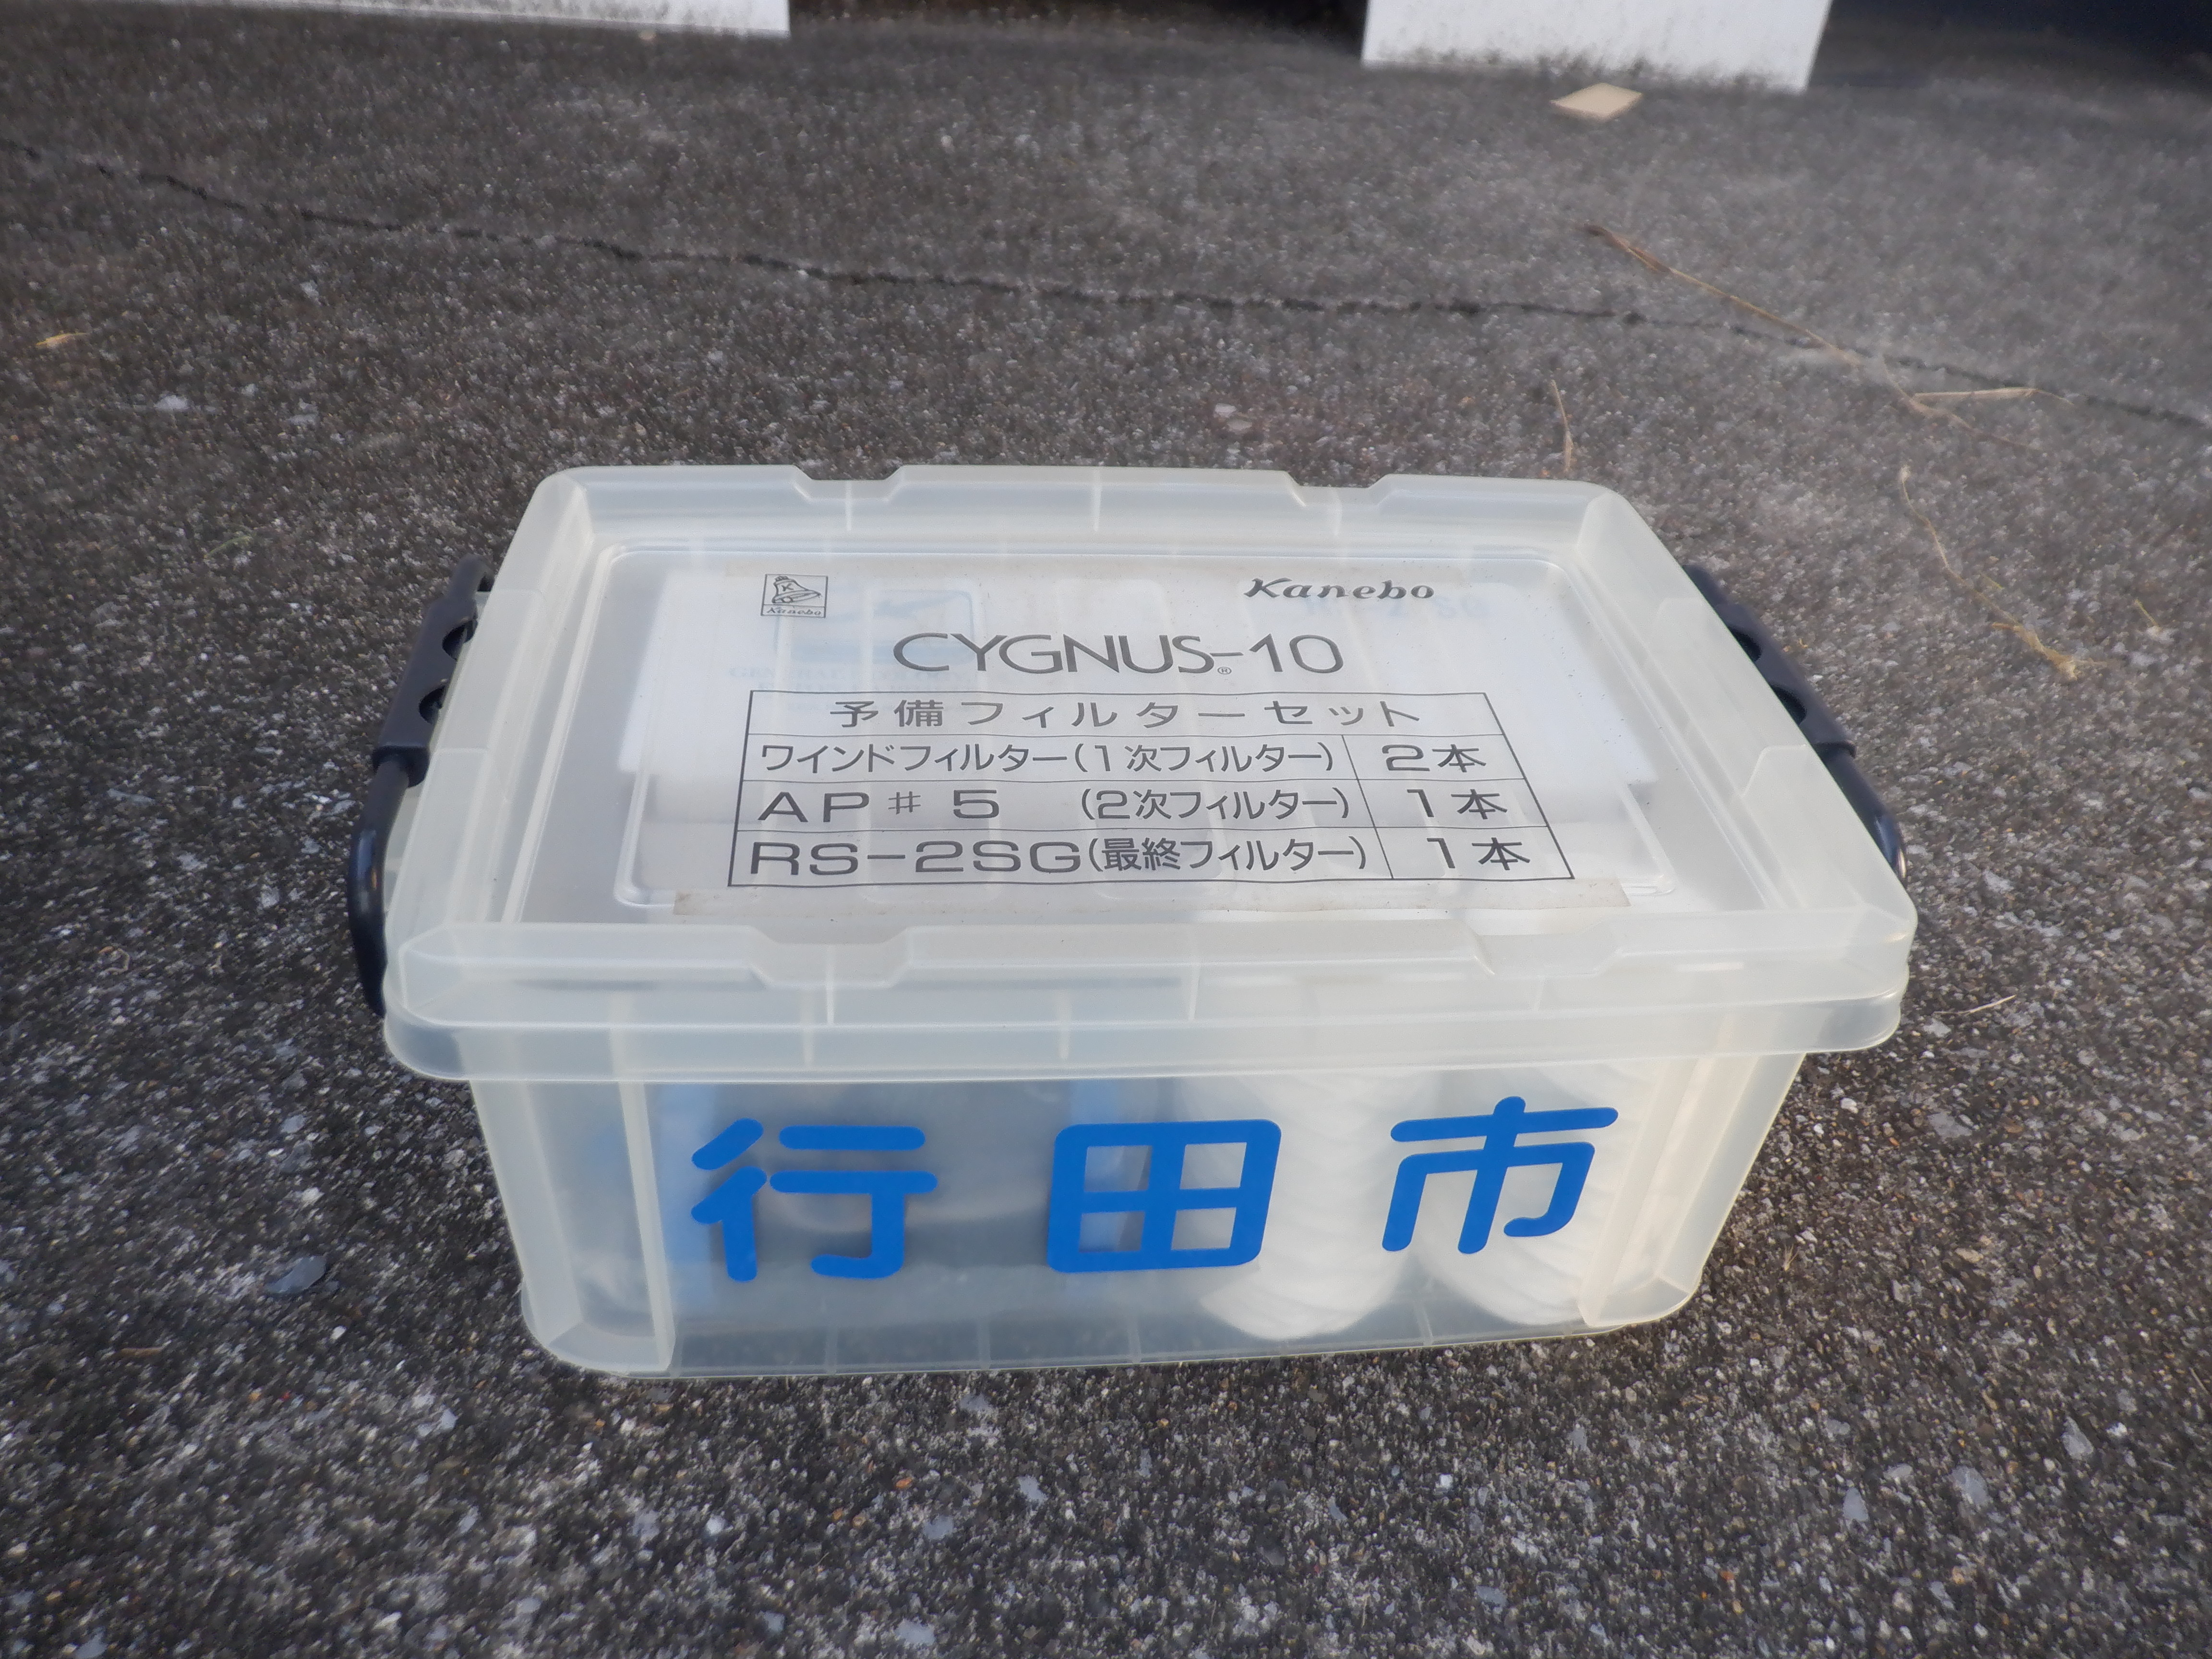 Kanebo
Kanebo
CYGNUS®-10
予備フィルターセット
ワインドフィルター(1次フィルター) 2本
AP♯5 (2次フィルター) 1本
RS-2SG(最終フィルター) 1本
行田市